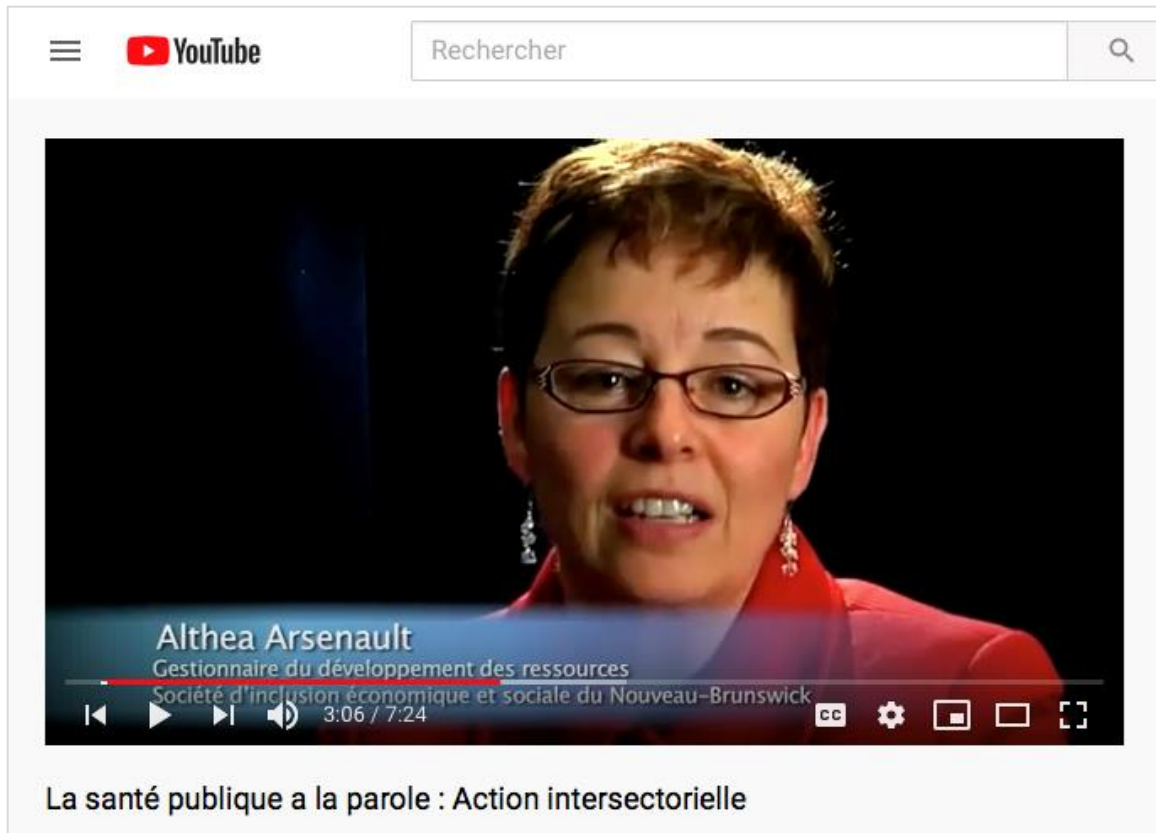 YouTube
Rechercher
Althea Arsenault
Gestionnaire du développement des ressources
Société d'inclusion économique et sociale du Nouveau-Brunswick
3:06 / 7:24
CC
La santé publique a la parole : Action intersectorielle